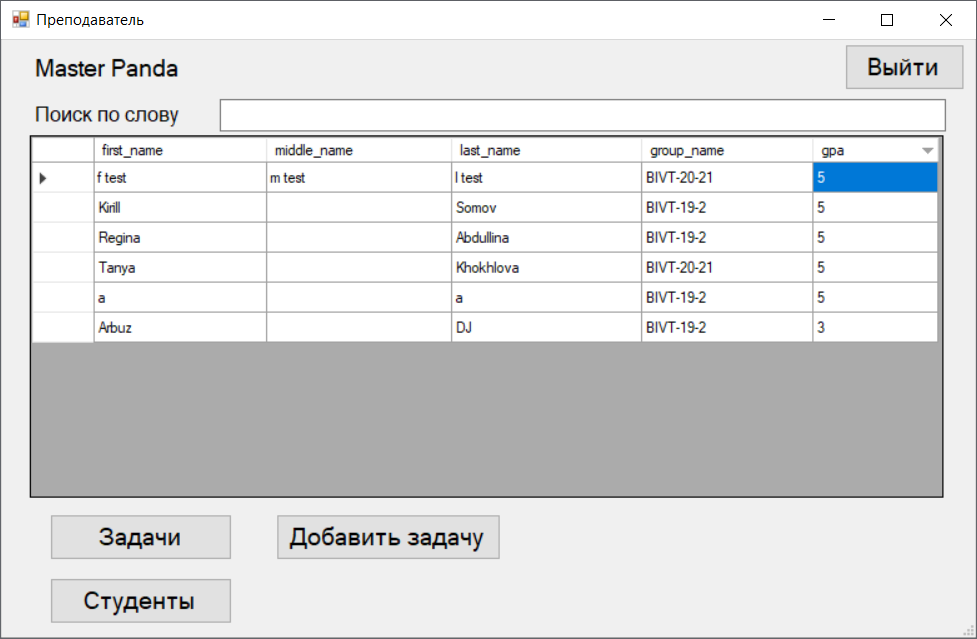 Преподаватель
Master Panda Выйти
Поиск по слову
first_name middle_name last_name group_name gpa
f test m test l test BIVT-20-21 5
Kirill Somov BIVT-19-2 5
Regina Abdullina BIVT-19-2 5
Tanya Khokhlova BIVT-20-21 5
a a BIVT-19-2 5
Arbuz DJ BIVT-19-2 3
Задачи Добавить задачу
Студенты